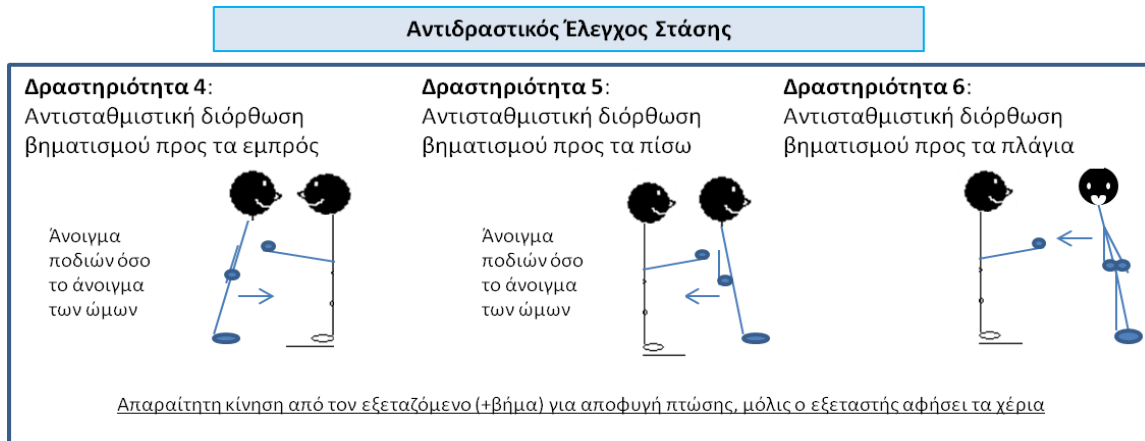 Αντιδραστικός Έλεγχος Στάσης
Δραστηριότητα 4:
Αντισταθμιστική διόρθωση
βηματισμού προς τα εμπρός
Άνοιγμα
ποδιών όσο
το άνοιγμα
των ώμων
Δραστηριότητα 5:
Αντισταθμιστική διόρθωση
βηματισμού προς τα πίσω
Άνοιγμα
ποδιών όσο
το άνοιγμα
των ώμων
Δραστηριότητα 6:
Αντισταθμιστική διόρθωση
βηματισμού προς τα πλάγια
Απαραίτητη κίνηση από τον εξεταζόμενο (+βήμα) για αποφυγή πτώσης, μόλις ο εξεταστής αφήσει τα χέρια